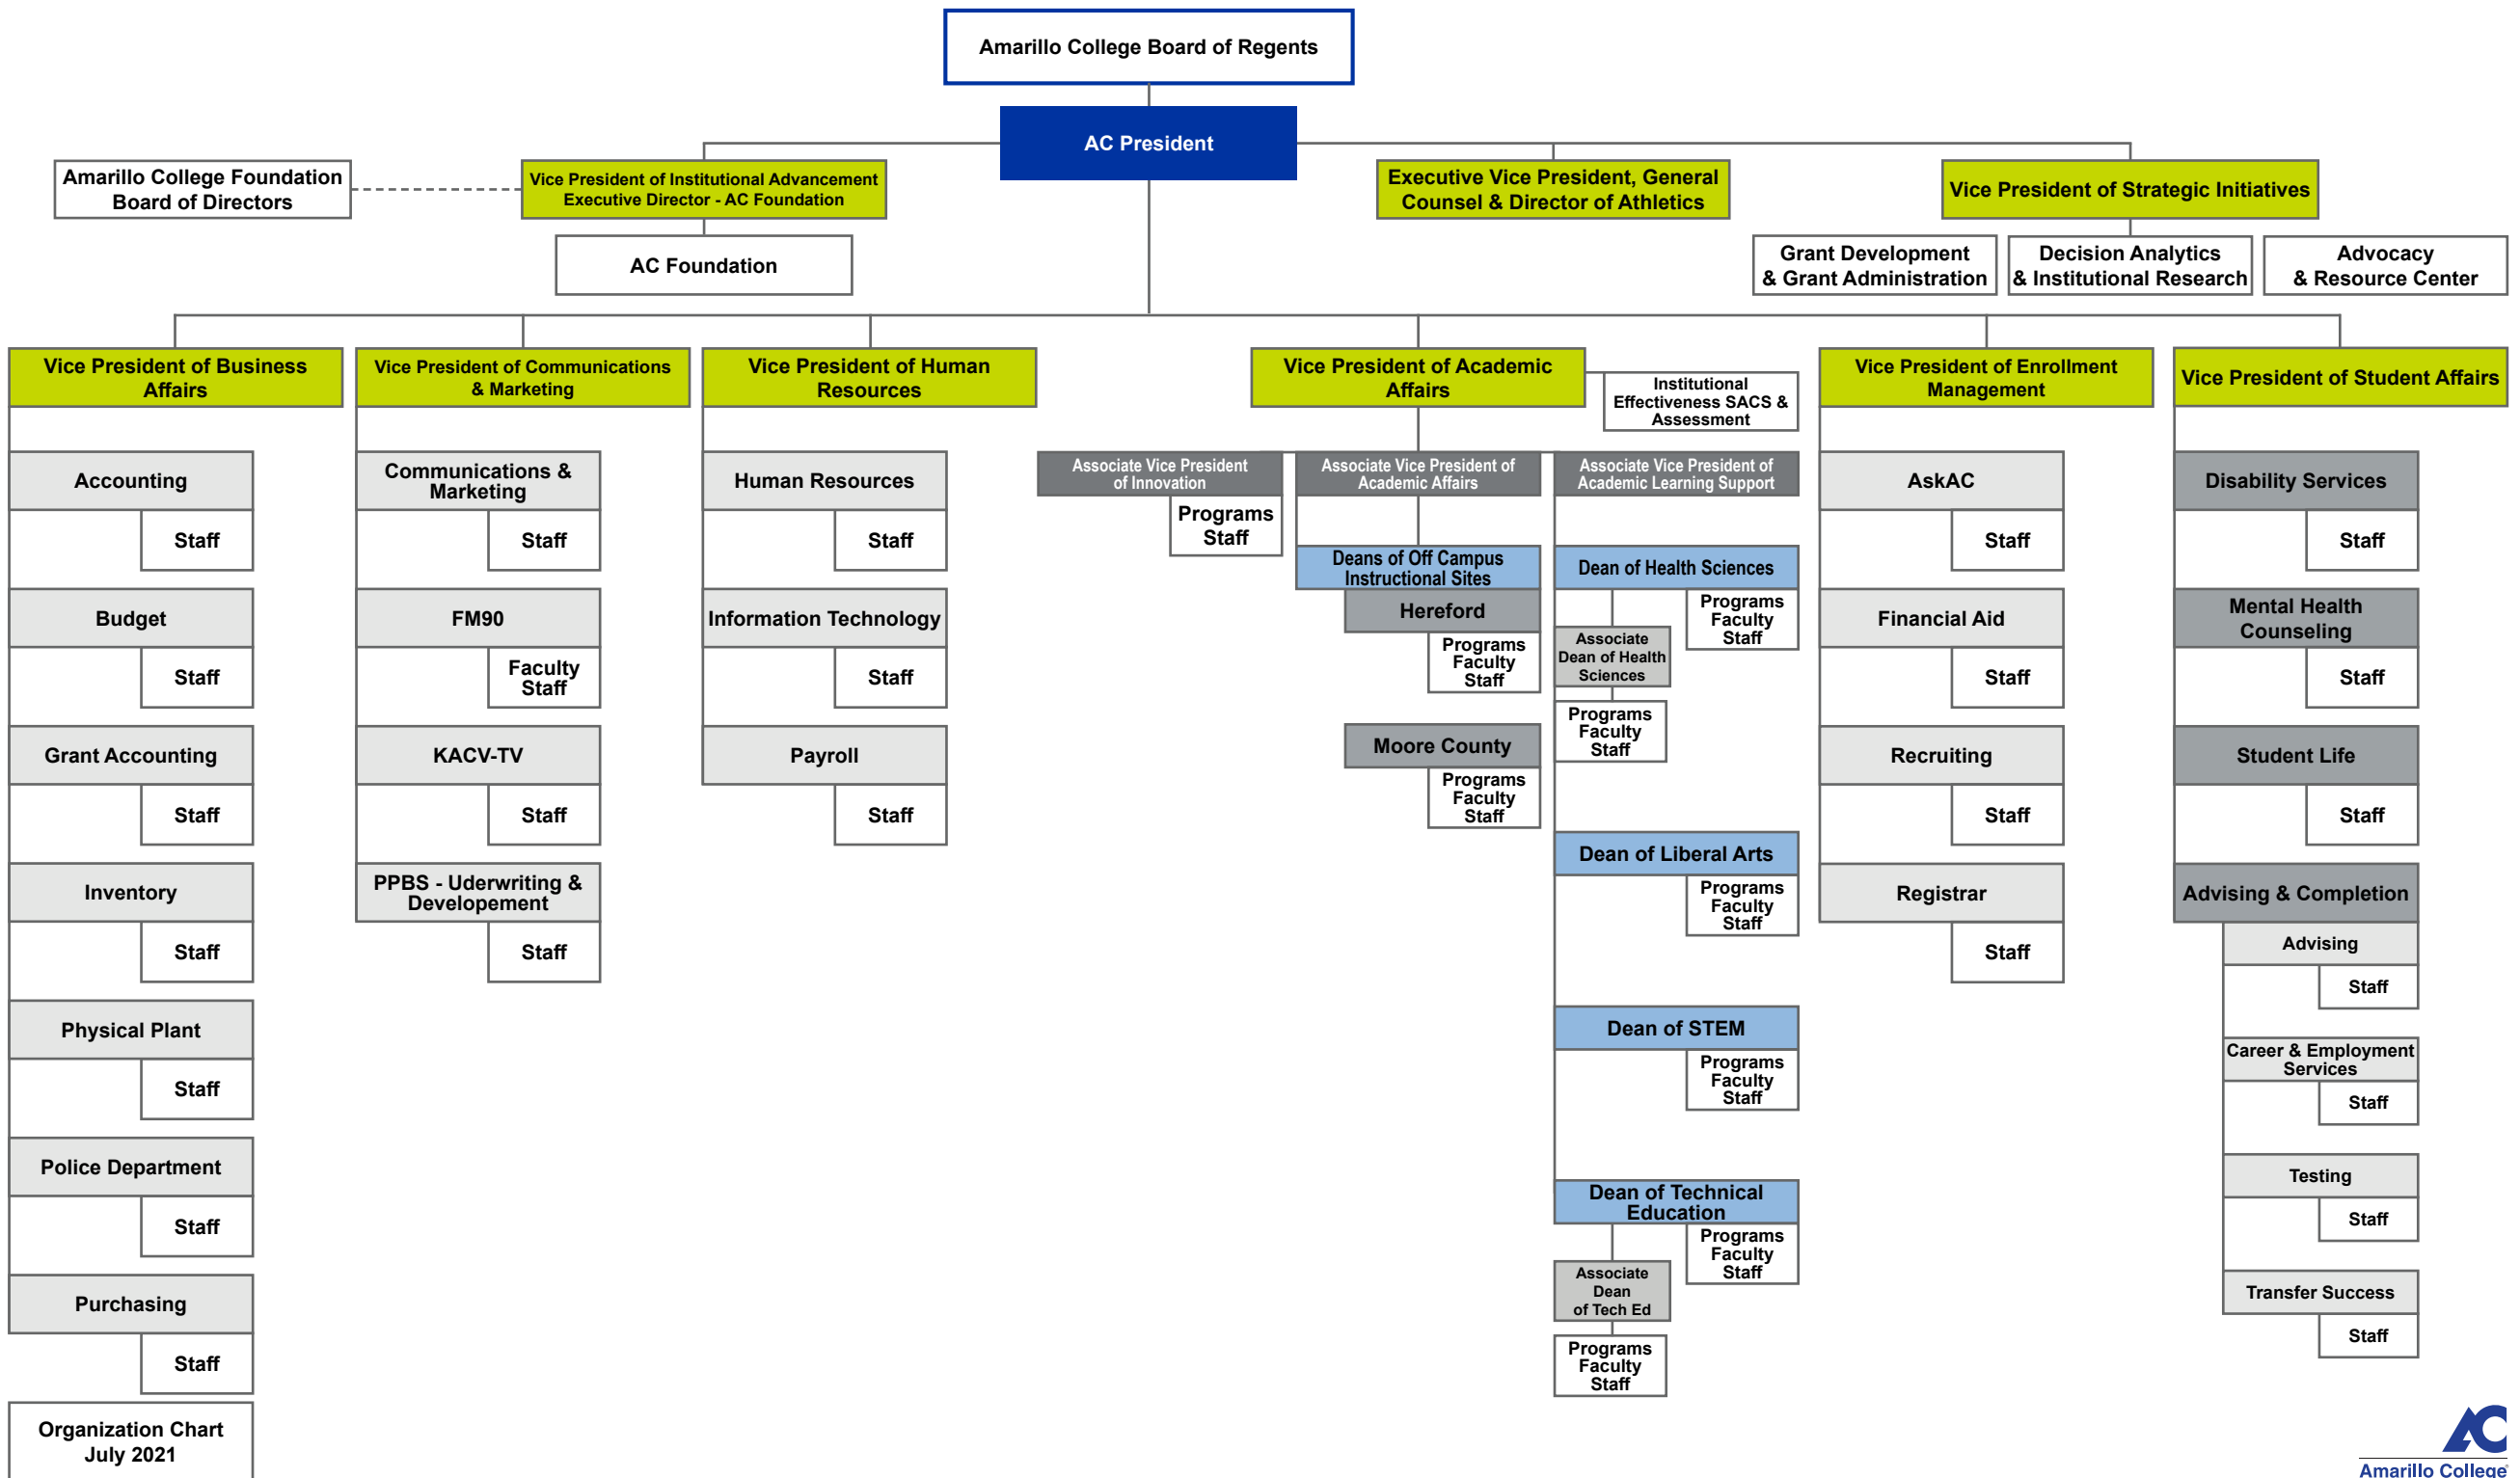 Amarillo College Board of Regents
AC President
Amarillo College Foundation
Board of Directors
Vice President of Institutional Advancement
Executive Director - AC Foundation
Executive Vice President, General
Counsel & Director of Athletics
Vice President of Strategic Initiatives
AC Foundation
Grant Development
& Grant Administration
Decision Analytics
& Institutional Research
Advocacy
& Resource Center
Vice President of Business
Affairs
Accounting
Staff
Budget
Staff
Grant Accounting
Staff
Inventory
Staff
Physical Plant
Staff
Police Department
Staff
Purchasing
Staff
Vice President of Communications
& Marketing
Communications &
Marketing
Staff
FM90
Faculty
Staff
KACV-TV
Staff
PPBS - Uderwriting &
Developement
Staff
Vice President of Human
Resources
Human Resources
Staff
Information Technology
Staff
Payroll
Staff
Vice President of Academic
Affairs
Institutional
Effectiveness SACS &
Assessment
Associate Vice President
of Innovation
Programs
Staff
Associate Vice President of
Academic Affairs
Deans of Off Campus
Instructional Sites
Hereford
Programs
Faculty
Staff
Moore County
Programs
Faculty
Staff
Associate Vice President of
Academic Learning Support
Dean of Health Sciences
Programs
Faculty
Staff
Associate
Dean of Health
Sciences
Programs
Faculty
Staff
Dean of Liberal Arts
Programs
Faculty
Staff
Dean of STEM
Programs
Faculty
Staff
Dean of Technical
Education
Programs
Faculty
Staff
Associate
Dean
of Tech Ed
Programs
Faculty
Staff
Vice President of Enrollment
Management
AskAC
Staff
Financial Aid
Staff
Recruiting
Staff
Registrar
Staff
Vice President of Student Affairs
Disability Services
Staff
Mental Health
Counseling
Staff
Student Life
Staff
Advising & Completion
Advising
Staff
Career & Employment
Services
Staff
Testing
Staff
Transfer Success
Staff
Organization Chart
July 2021
AC
Amarillo College